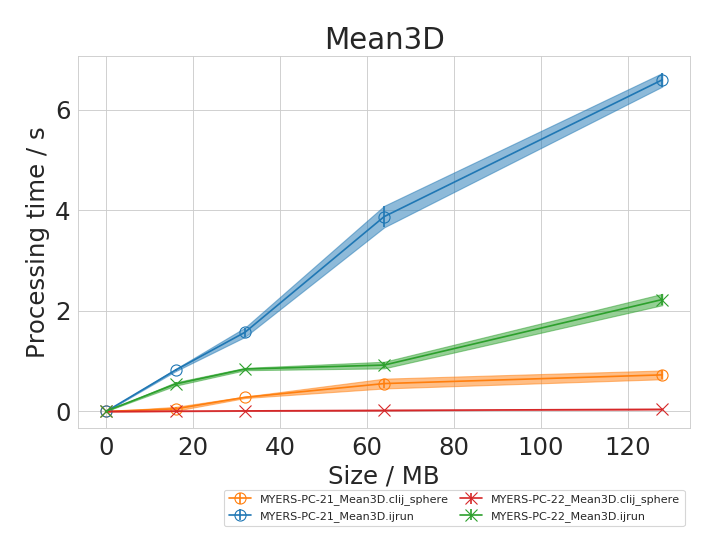 Mean3D
Processing time / s
6
4
2
0
0 20 40 60 80 100 120
Size / MB
MYERS-PC-21_Mean3D.clij_sphere MYERS-PC-22_Mean3D.clij_sphere
MYERS-PC-21_Mean3D.ijrun MYERS-PC-22_Mean3D.ijrun